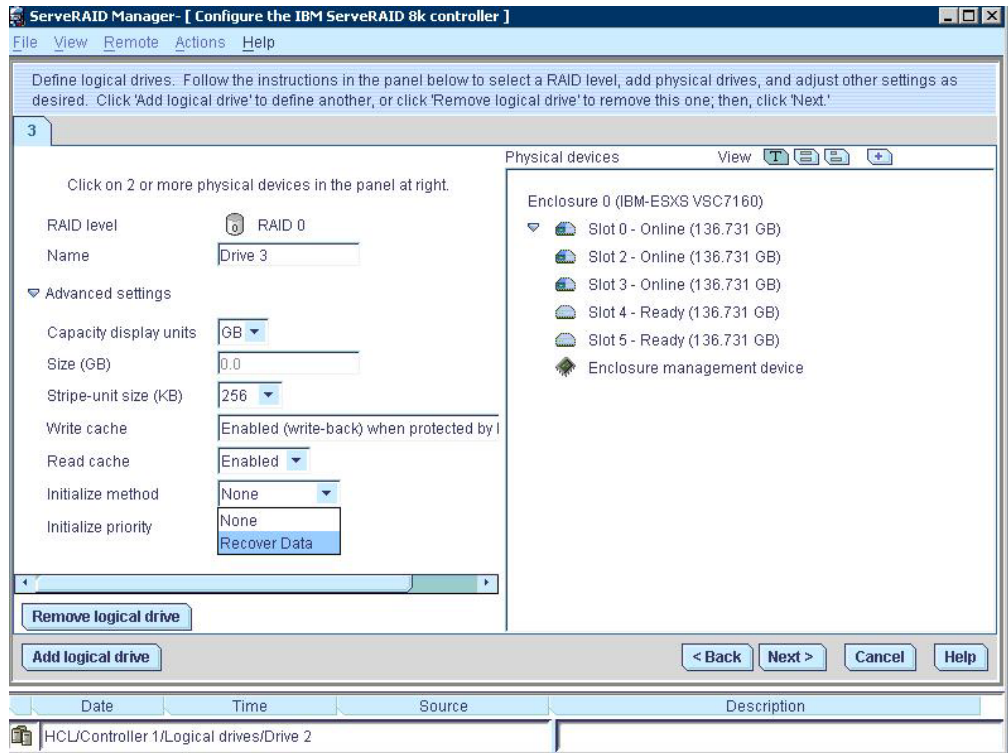 ServeRAID Manager- [ Configure the IBM ServeRAID 8k controller ]
File View Remote Actions Help
Define logical drives. Follow the instructions in the panel below to select a RAID level, add physical drives, and adjust other settings as
desired. Click 'Add logical drive' to define another, or click 'Remove logical drive' to remove this one; then, click 'Next.'
3
Click on 2 or more physical devices in the panel at right.
RAID level 0 RAID 0
Name Drive 3
Advanced settings
Capacity display units GB
Size (GB) 0.0
Stripe-unit size (KB) 256
Write cache Enabled (write-back) when protected by
Read cache Enabled
Initialize method None
None
Initialize priority
Recover Data
Remove logical drive
Physical devices View T
Enclosure 0 (IBM-ESXS VSC7160)
Slot 0 - Online (136.731 GB)
Slot 2 - Online (136.731 GB)
Slot 3 - Online (136.731 GB)
Slot 4 - Ready (136.731 GB)
Slot 5 - Ready (136.731 GB)
Enclosure management device
Add logical drive < Back Next > Cancel Help
Date Time Source Description
HCL/Controller 1/Logical drives/Drive 2